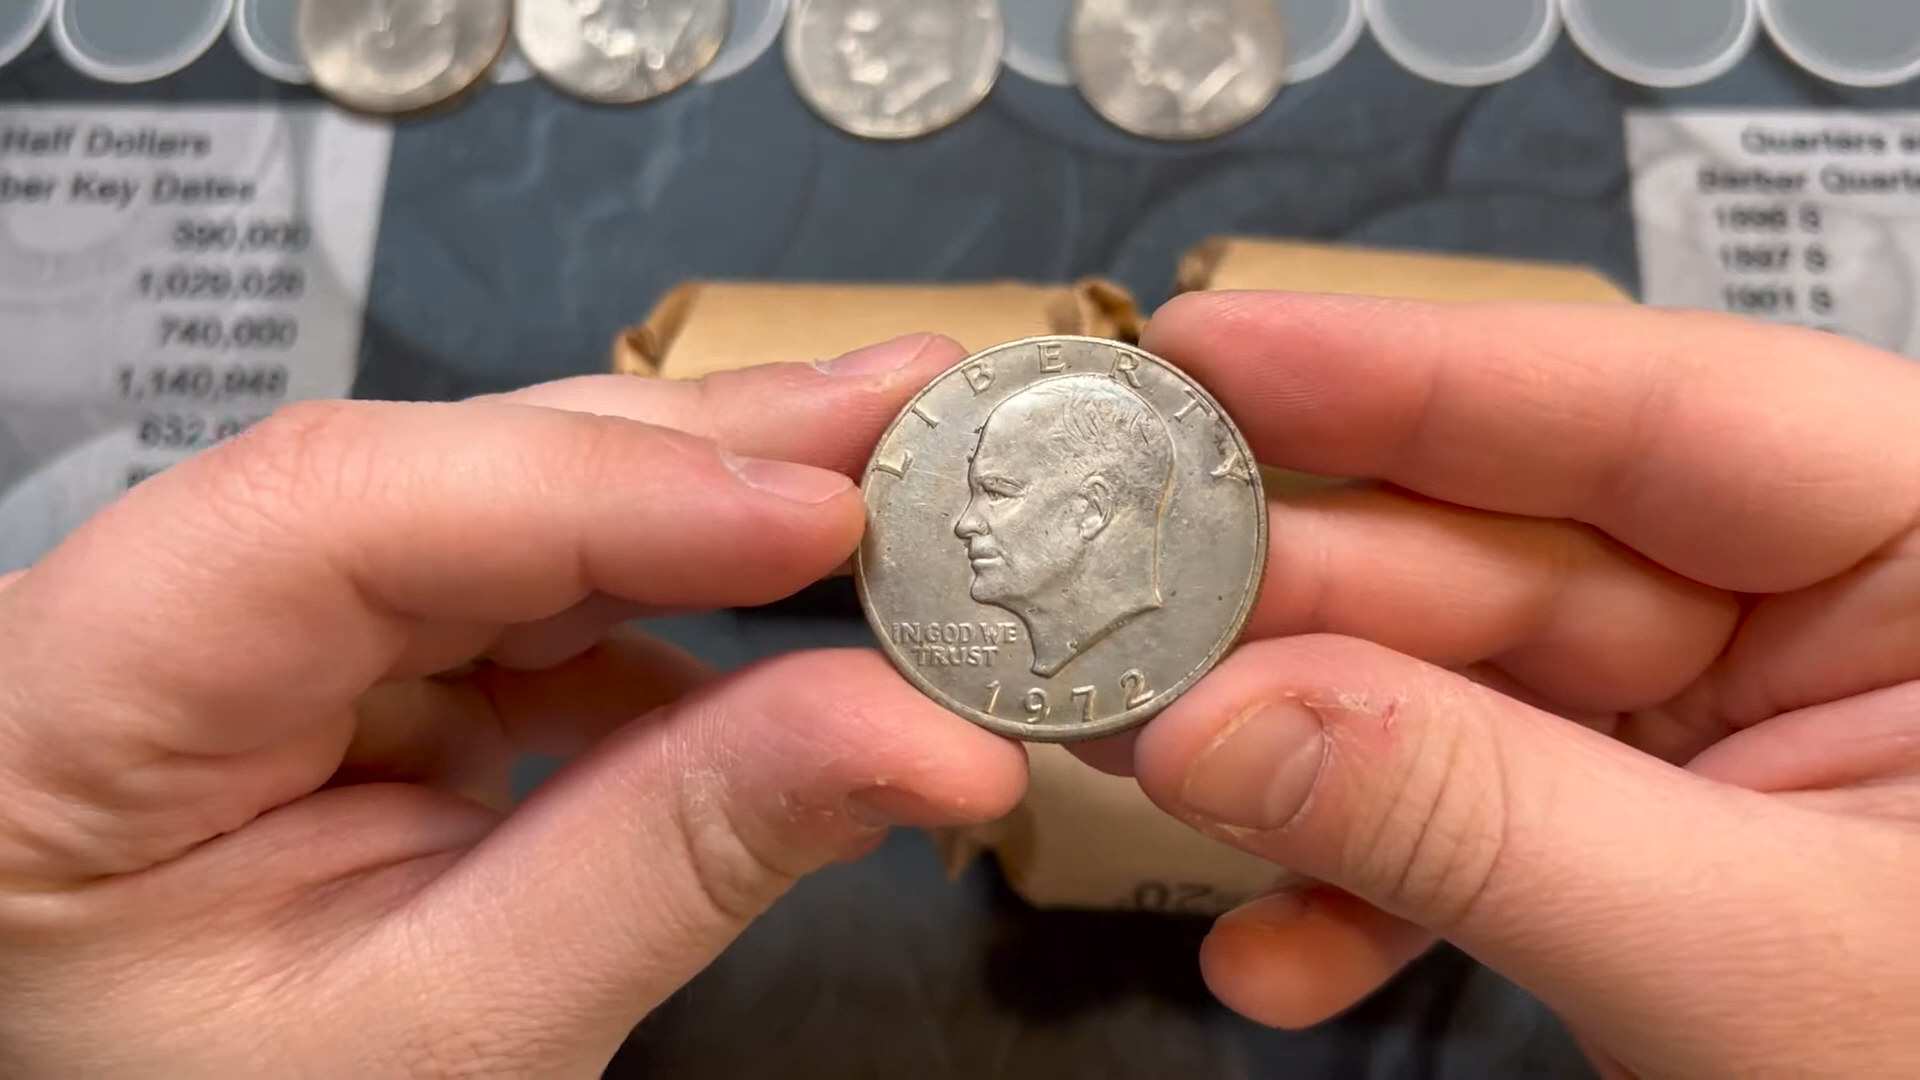 Half Dollars
ber Key Dates
390,000
1,029,028
740,000
1,140,948
Quarters
Barber Quarte
1896 S
1897 S
1901 S
LIBERTY
IN GOD WE
TRUST
1972